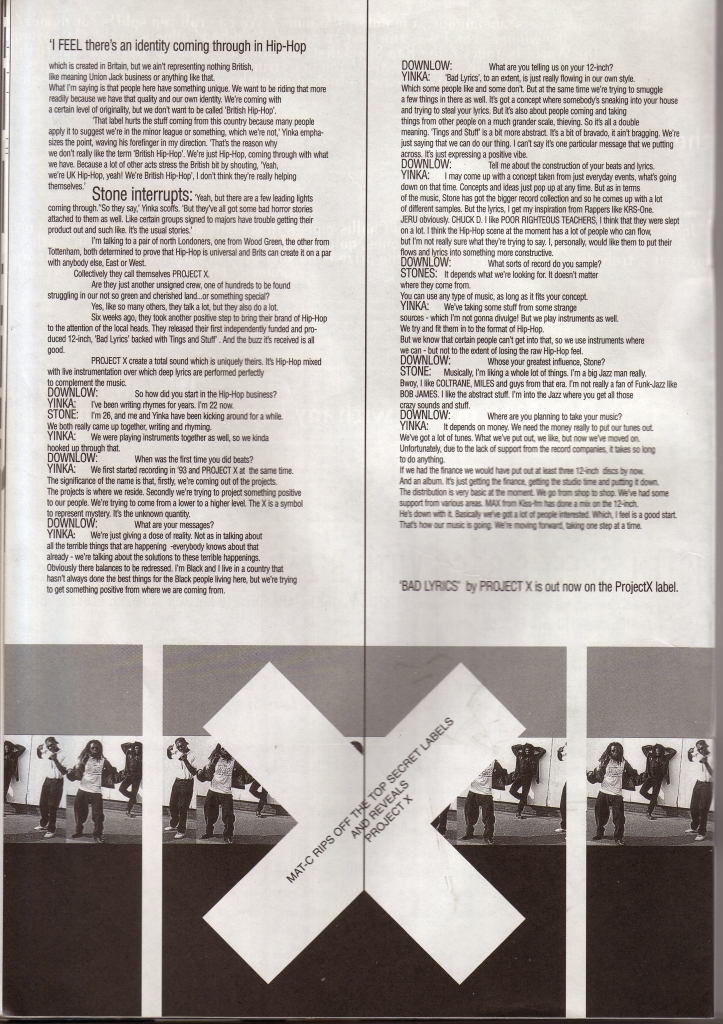 'I FEEL there's an identity coming through in Hip-Hop
which is created in Britain, but we ain't representing nothing British,
like meaning Union Jack business or anything like that.
What I'm saying is that people here have something unique. We want to be riding that more
readily because we have that quality and our own identity. We're coming with
a certain level of originality, but we don't want to be called 'British Hip-Hop'.
'That label hurts the stuff coming from this country because many people
apply it to suggest we're in the minor league or something, which we're not,' Yinka empha-
sizes the point, waving his forefinger in my direction. 'That's the reason why
we don't really like the term 'British Hip-Hop'. We're just Hip-Hop, coming through with what
we have. Because a lot of other acts stress the British bit by shouting, 'Yeah,
we're UK Hip-Hop, yeah! We're British Hip-Hop', I don't think they're really helping
themselves.'
Stone interrupts: 'Yeah, but there are a few leading lights
coming through.''So they say,' Yinka scoffs. 'But they've all got some bad horror stories
attached to them as well. Like certain groups signed to majors have trouble getting their
product out and such like. It's the usual stories.'
I'm talking to a pair of north Londoners, one from Wood Green, the other from
Tottenham, both determined to prove that Hip-Hop is universal and Brits can create it on a par
with anybody else, East or West.
Collectively they call themselves PROJECT X.
Are they just another unsigned crew, one of hundreds to be found
struggling in our not so green and cherished land...or something special?
Yes, like so many others, they talk a lot, but they also do a lot.
Six weeks ago, they took another positive step to bring their brand of Hip-Hop
to the attention of the local heads. They released their first independently funded and pro-
duced 12-inch, 'Bad Lyrics' backed with Tings and Stuff' . And the buzz it's received is all
good.
PROJECT X create a total sound which is uniquely theirs. It's Hip-Hop mixed
with live instrumentation over which deep lyrics are performed perfectly
to complement the music.
DOWNLOW: So how did you start in the Hip-Hop business?
YINKA: I've been writing rhymes for years. I'm 22 now.
STONE: I'm 26, and me and Yinka have been kicking around for a while.
We both really came up together, writing and rhyming.
YINKA: We were playing instruments together as well, so we kinda
hooked up through that.
DOWNLOW: When was the first time you did beats?
YINKA: We first started recording in '93 and PROJECT X at the same time.
The significance of the name is that, firstly, we're coming out of the projects.
The projects is where we reside. Secondly we're trying to project something positive
to our people. We're trying to come from a lower to a higher level. The X is a symbol
to represent mystery. It's the unknown quantity.
DOWNLOW: What are your messages?
YINKA: We're just giving a dose of reality. Not as in talking about
all the terrible things that are happening -everybody knows about that
already - we're talking about the solutions to these terrible happenings.
Obviously there balances to be redressed. I'm Black and I live in a country that
hasn't always done the best things for the Black people living here, but we're trying
to get something positive from where we are coming from.
DOWNLOW: What are you telling us on your 12-inch?
YINKA: 'Bad Lyrics', to an extent, is just really flowing in our own style.
Which some people like and some don't. But at the same time we're trying to smuggle
a few things in there as well. It's got a concept where somebody's sneaking into your house
and trying to steal your lyrics. But it's also about people coming and taking
things from other people on a much grander scale, thieving. So it's all a double
meaning. 'Tings and Stuff' is a bit more abstract. It's a bit of bravado, it ain't bragging. We're
just saying that we can do our thing. I can't say it's one particular message that we putting
across. It's just expressing a positive vibe.
DOWNLOW: Tell me about the construction of your beats and lyrics.
YINKA: I may come up with a concept taken from just everyday events, what's going
down on that time. Concepts and ideas just pop up at any time. But as in terms
of the music, Stone has got the bigger record collection and so he comes up with a lot
of different samples. But the lyrics, I get my inspiration from Rappers like KRS-One.
JERU obviously. CHUCK D. I like POOR RIGHTEOUS TEACHERS, I think that they were slept
on a lot. I think the Hip-Hop scene at the moment has a lot of people who can flow,
but I'm not really sure what they're trying to say. I, personally, would like them to put their
flows and lyrics into something more constructive.
DOWNLOW: What sorts of record do you sample?
STONES: It depends what we're looking for. It doesn't matter
where they come from.
You can use any type of music, as long as it fits your concept.
YINKA: We've taking some stuff from some strange
sources - which I'm not gonna divulge! But we play instruments as well.
We try and fit them in to the format of Hip-Hop.
But we know that certain people can't get into that, so we use instruments where
we can - but not to the extent of losing the raw Hip-Hop feel.
DOWNLOW: Whose your greatest influence, Stone?
STONE: Musically, I'm liking a whole lot of things. I'm a big Jazz man really.
Bwoy, I like COLTRANE, MILES and guys from that era. I'm not really a fan of Funk-Jazz like
BOB JAMES. I like the abstract stuff. I'm into the Jazz where you get all those
crazy sounds and stuff.
DOWNLOW: Where are you planning to take your music?
YINKA: It depends on money. We need the money really to put our tunes out.
We've got a lot of tunes. What we've put out, we like, but now we've moved on.
Unfortunately, due to the lack of support from the record companies, it takes so long
to do anything.
If we had the finance we would have put out at least three 12-inch discs by now.
And an album. It's just getting the finance, getting the studio time and putting it down.
The distribution is very basic at the moment. We go from shop to shop. We've had some
support from various areas. MAX from Kiss-fm has done a mix on the 12-inch.
He's down with it. Basically we've got a lot of people interested. Which, I feel is a good start.
That's how our music is going. We're moving forward, taking one step at a time.
'BAD LYRICS' by PROJECT X is out now on the ProjectX label.
MAT-C RIPS OFF THE TOP SECRET LABELS
AND REVEALS
PROJECT X